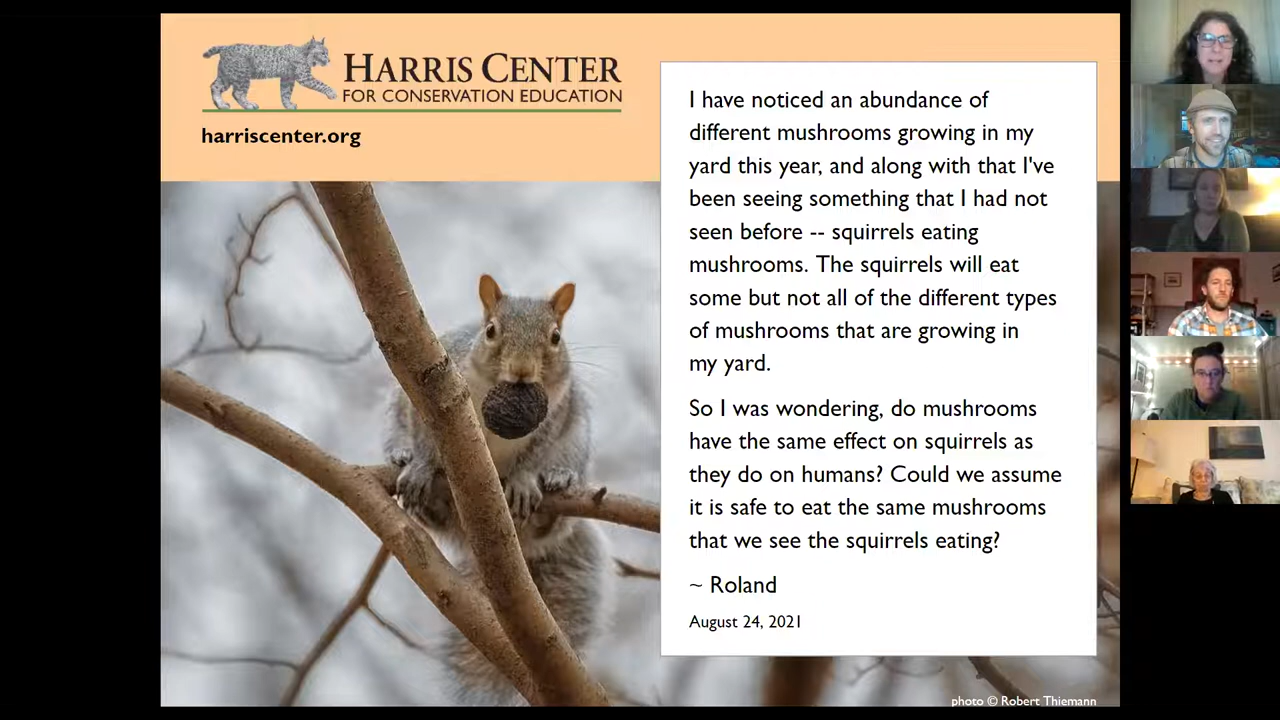 HARRIS CENTER
FOR CONSERVATION EDUCATION
harriscenter.org
I have noticed an abundance of
different mushrooms growing in my
yard this year, and along with that I've
been seeing something that I had not
seen before -- squirrels eating
mushrooms. The squirrels will eat
some but not all of the different types
of mushrooms that are growing in
my yard.
So I was wondering, do mushrooms
have the same effect on squirrels as
they do on humans? Could we assume
it is safe to eat the same mushrooms
that we see the squirrels eating?
~ Roland
August 24, 2021
photo © Robert Thiemann